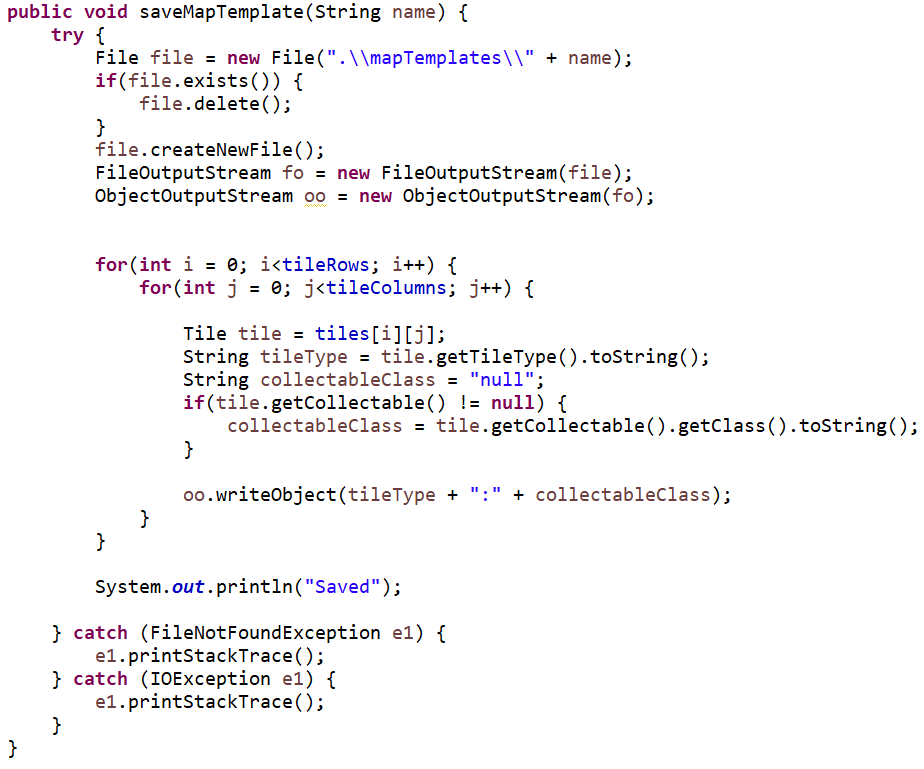 public void saveMapTemplate(String name) {
    try {
        File file = new File(".\\mapTemplates\\" + name);
        if(file.exists()) {
            file.delete();
        }
        file.createNewFile();
        FileOutputStream fo = new FileOutputStream(file);
        ObjectOutputStream oo = new ObjectOutputStream(fo);
        for(int i = 0; i<tileRows; i++) {
            for(int j = 0; j<tileColumns; j++) {
                Tile tile = tiles[i][j];
                String tileType = tile.getTileType().toString();
                String collectableClass = "null";
                if(tile.getCollectable() != null) {
                    collectableClass = tile.getCollectable().getClass().toString();
                }
                oo.writeObject(tileType + ":" + collectableClass);
            }
        }
        System.out.println("Saved");
    } catch (FileNotFoundException e1) {
        e1.printStackTrace();
    } catch (IOException e1) {
        e1.printStackTrace();
    }
}